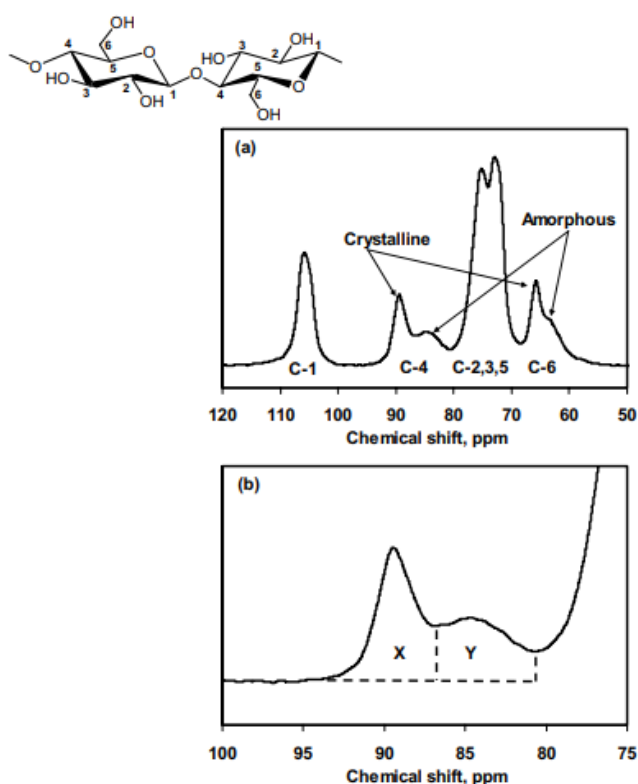 OH
4
6
O
O
5
HO
3
2
OH
1
O
HO
3
2
OH
1
5
4
O
6
OH
(a)
Crystalline
Amorphous
C-1
C-4
C-2,3,5
C-6
120 110 100 90 80 70 60 50
Chemical shift, ppm
(b)
X
Y
100 95 90 85 80 75
Chemical shift, ppm